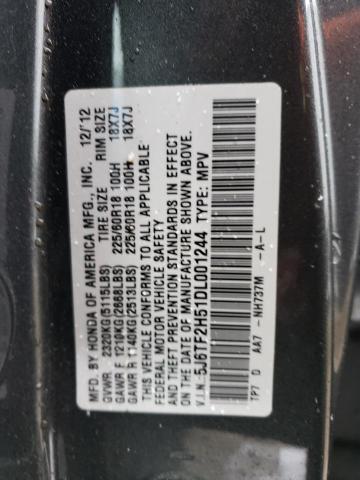 MFD. BY HONDA OF AMERICA MFG., INC. 12/'12
TIRE SIZE RIM SIZE
GVWR 2320KG(5115LBS)
GAWR F 1210KG(2668LBS) 225/60R18 100H 18X7J
GAWR R 1140KG(2513LBS) 225/60R18 100H 18X7J
THIS VEHICLE CONFORMS TO ALL APPLICABLE
FEDERAL MOTOR VEHICLE SAFETY
AND THEFT PREVENTION STANDARDS IN EFFECT
ON THE DATE OF MANUFACTURE SHOWN ABOVE.
V.I.N.: 5J6TF2H51DL001244 TYPE: MPV
TP7 D AA7 -NH737M -A-L